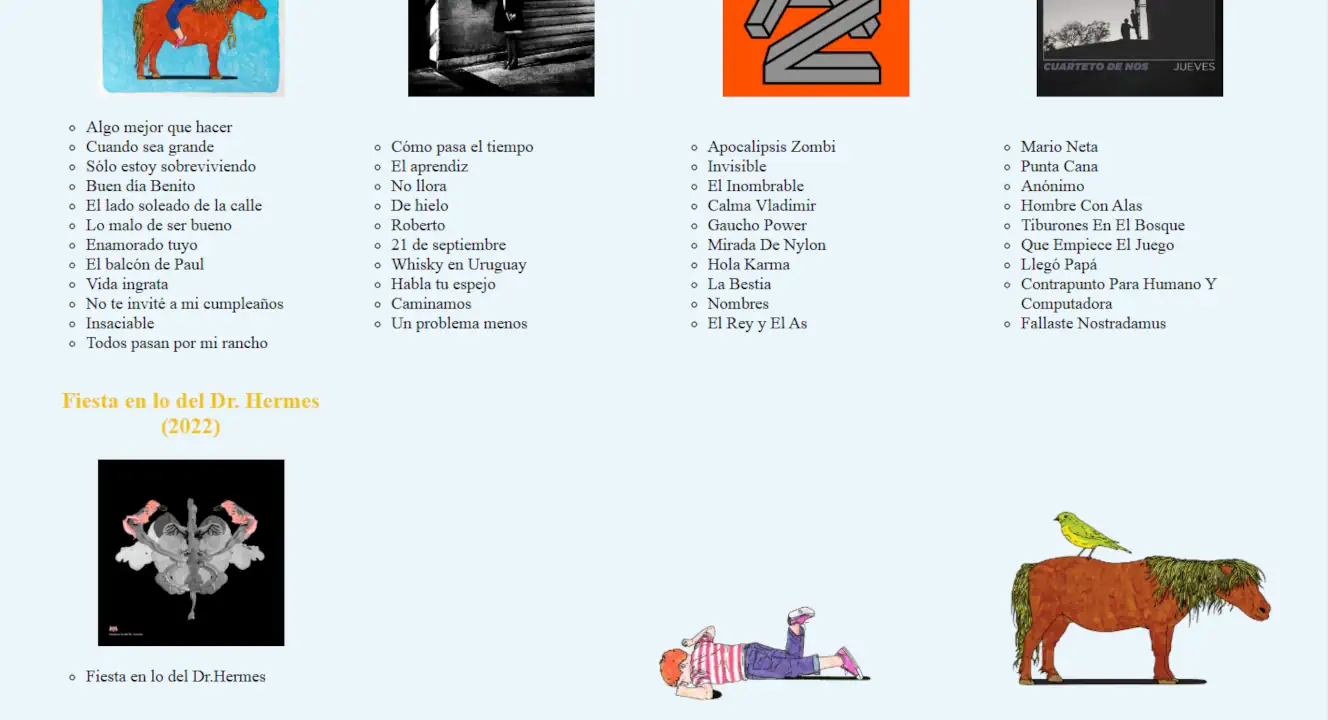 CUARTETO DE NOS JUEVES
Algo mejor que hacer
Cuando sea grande
Sólo estoy sobreviviendo
Buen día Benito
El lado soleado de la calle
Lo malo de ser bueno
Enamorado tuyo
El balcón de Paul
Vida ingrata
No te invité a mi cumpleaños
Insaciable
Todos pasan por mi rancho
Cómo pasa el tiempo
El aprendiz
No llora
De hielo
Roberto
21 de septiembre
Whisky en Uruguay
Habla tu espejo
Caminamos
Un problema menos
Apocalipsis Zombi
Invisible
El Inombrable
Calma Vladimir
Gaucho Power
Mirada De Nylon
Hola Karma
La Bestia
Nombres
El Rey y El As
Mario Neta
Punta Cana
Anónimo
Hombre Con Alas
Tiburones En El Bosque
Que Empiece El Juego
Llegó Papá
Contrapunto Para Humano Y
Computadora
Fallaste Nostradamus
Fiesta en lo del Dr. Hermes
(2022)
Fiesta en lo del Dr.Hermes